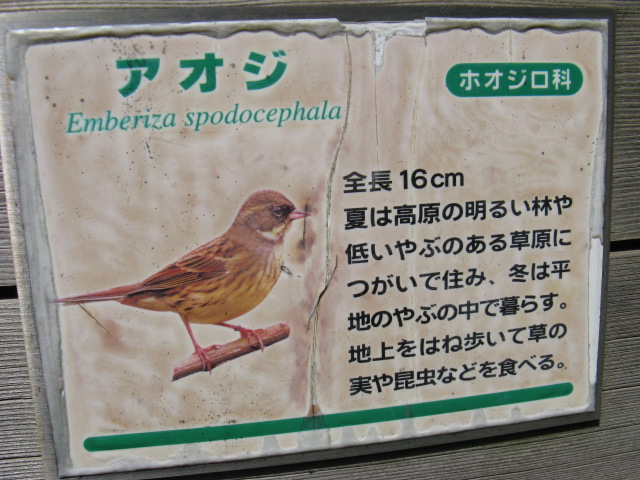 アオジ
ホオジロ科
Emberiza spodocephala
全長 16cm
夏は高原の明るい林や
低いやぶのある草原に
つがいで住み、冬は平
地のやぶの中で暮らす。
地上をはね歩いて草の
実や昆虫などを食べる。